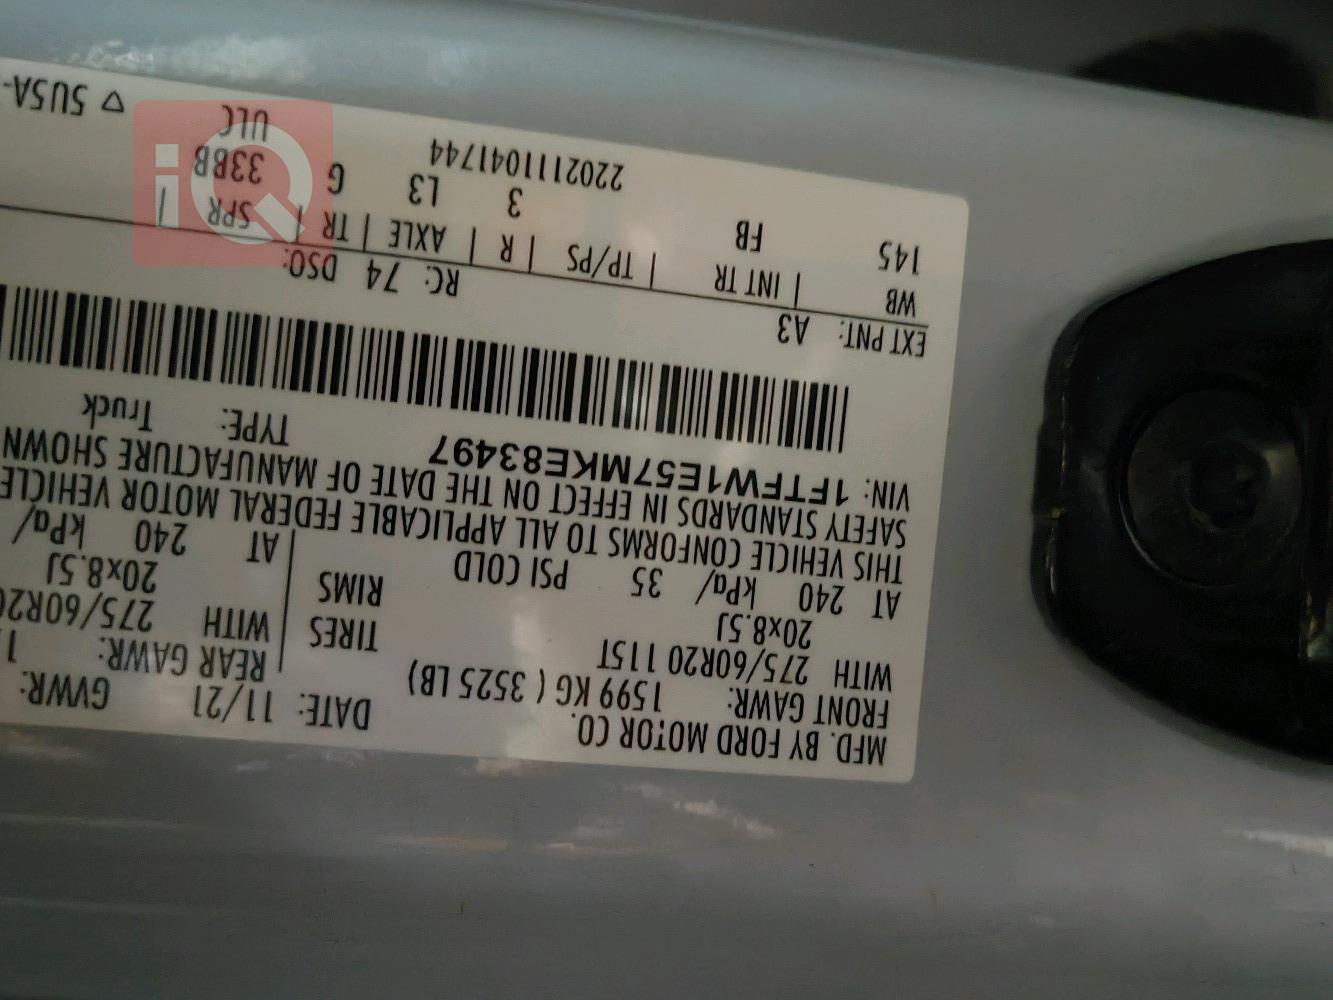 MFD. BY FORD MOTOR CO.
DATE: 11/21 GVWR:
FRONT GAWR: 1599 KG ( 3525 LB) REAR GAWR:
WITH 275/60R20 115T TIRES WITH 275/60R20
20x8.5J RIMS 20x8.5J
AT 240 kPa/ 35 PSI COLD AT 240 kPa/
THIS VEHICLE CONFORMS TO ALL APPLICABLE FEDERAL MOTOR VEHICLE
SAFETY STANDARDS IN EFFECT ON THE DATE OF MANUFACTURE SHOWN
VIN: 1FTFW1E57MKE83497 TYPE: Truck
EXT PNT: A3 RC: 74 DSO:
WB | INT TR | TP/PS | R | AXLE | TR | SPR |
145 FB 3 L3 G 33BB
220211041744 ULC
▽ 5U5A-
iQ